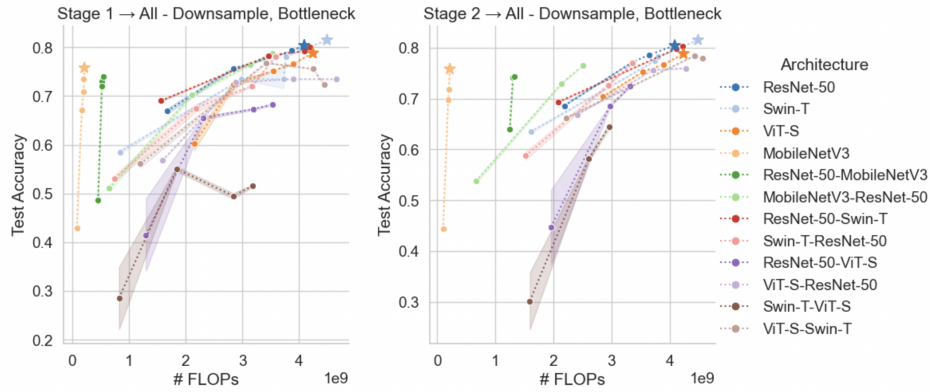 Stage 1 → All - Downsample, Bottleneck
Test Accuracy
0.8
0.7
0.6
0.5
0.4
0.3
0.2
0 1 2 3 4
1e9
# FLOPs
Stage 2 → All - Downsample, Bottleneck
Test Accuracy
0.8
0.7
0.6
0.5
0.4
0.3
0 1 2 3 4
1e9
# FLOPs
Architecture
ResNet-50
Swin-T
ViT-S
MobileNetV3
ResNet-50-MobileNetV3
MobileNetV3-ResNet-50
ResNet-50-Swin-T
Swin-T-ResNet-50
ResNet-50-ViT-S
ViT-S-ResNet-50
Swin-T-ViT-S
ViT-S-Swin-T